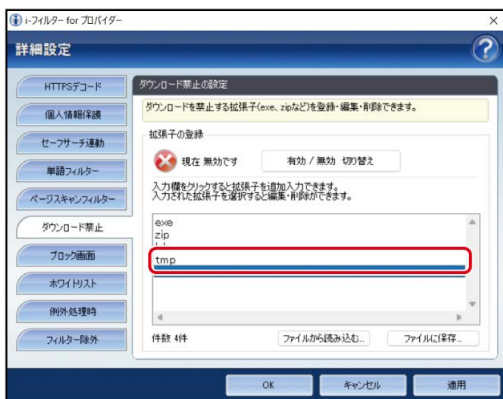 i-フィルター for プロバイダー
詳細設定
HTTPSデコード
個人情報保護
セーフサーチ連動
単語フィルター
ページスキャンフィルター
ダウンロード禁止
ブロック画面
ホワイトリスト
例外処理時
フィルター除外
ダウンロード禁止の設定
ダウンロードを禁止する拡張子(exe、zipなど)を登録・編集・削除できます。
拡張子の登録
現在 無効です
有効 / 無効 切り替え
入力欄をクリックすると拡張子を追加入力できます。
入力された拡張子を選択すると編集・削除ができます。
exe
zip
tmp
件数 4件
ファイルから読み込む...
ファイルに保存...
OK
キャンセル
適用